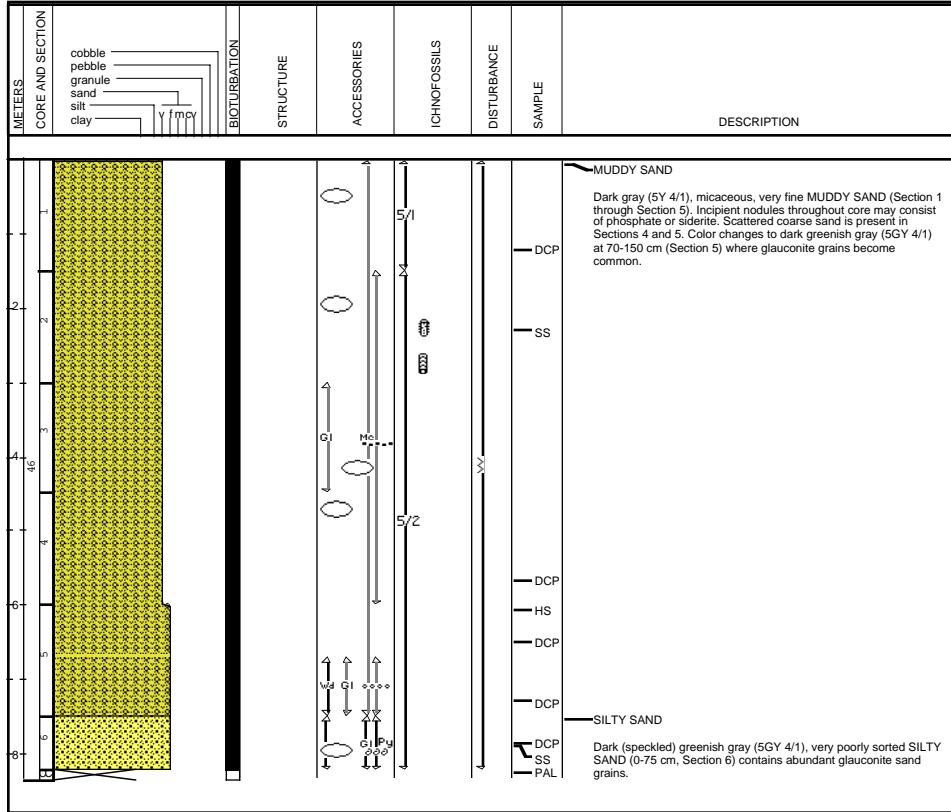 METERS
CORE AND SECTION
cobble
pebble
granule
sand
silt
clay
v f m c v
BIOTURBATION
STRUCTURE
ACCESSORIES
ICHNOFOSSILS
DISTURBANCE
SAMPLE
DESCRIPTION
MUDDY SAND
Dark gray (5Y 4/1), micaceous, very fine MUDDY SAND (Section 1
through Section 5). Incipient nodules throughout core may consist
of phosphate or siderite. Scattered coarse sand is present in
Sections 4 and 5. Color changes to dark greenish gray (5GY 4/1)
at 70-150 cm (Section 5) where glauconite grains become
common.
1
5/1
DCP
2
2
SS
3
Gl
4
46
5/2
4
DCP
6
HS
DCP
5
Wd Gl
DCP
SILTY SAND
6
Gl Py
DCP
8
SS
PAL
Dark (speckled) greenish gray (5GY 4/1), very poorly sorted SILTY
SAND (0-75 cm, Section 6) contains abundant glauconite sand
grains.